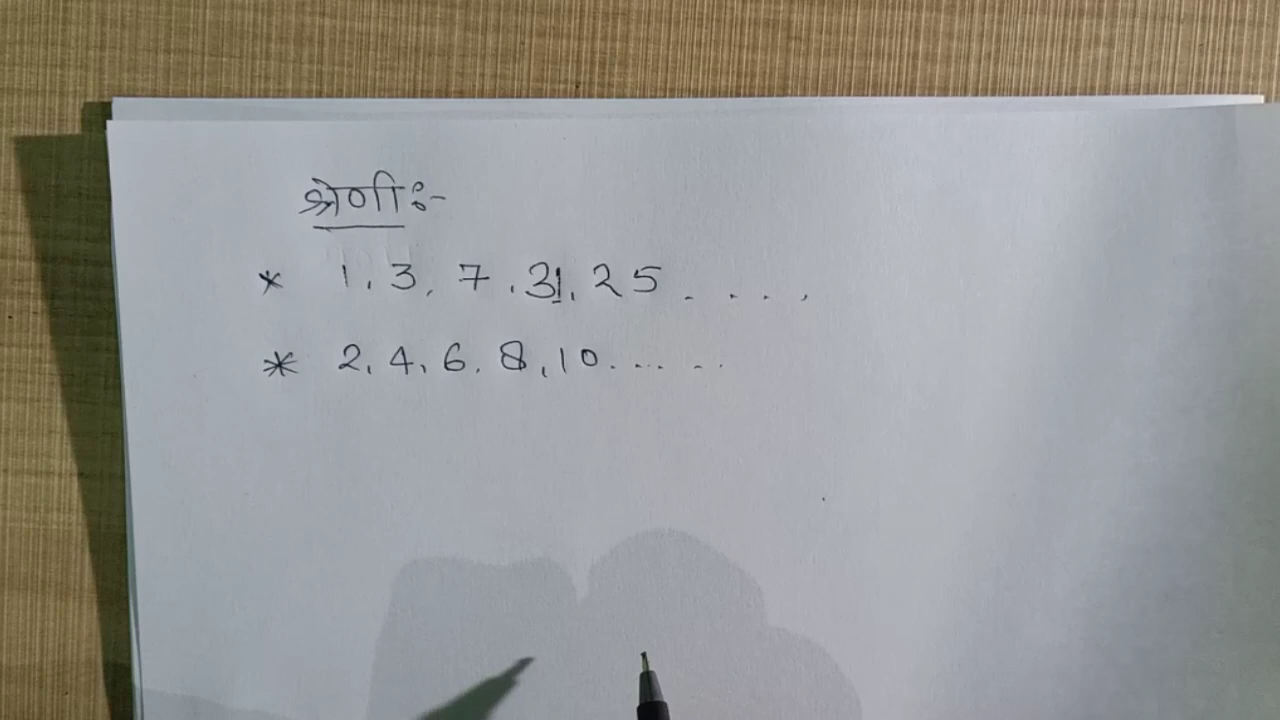 श्रेणी :-
* 1, 3, 7, 31, 25 . . . . ,
* 2, 4, 6, 8, 10 . . . . . .